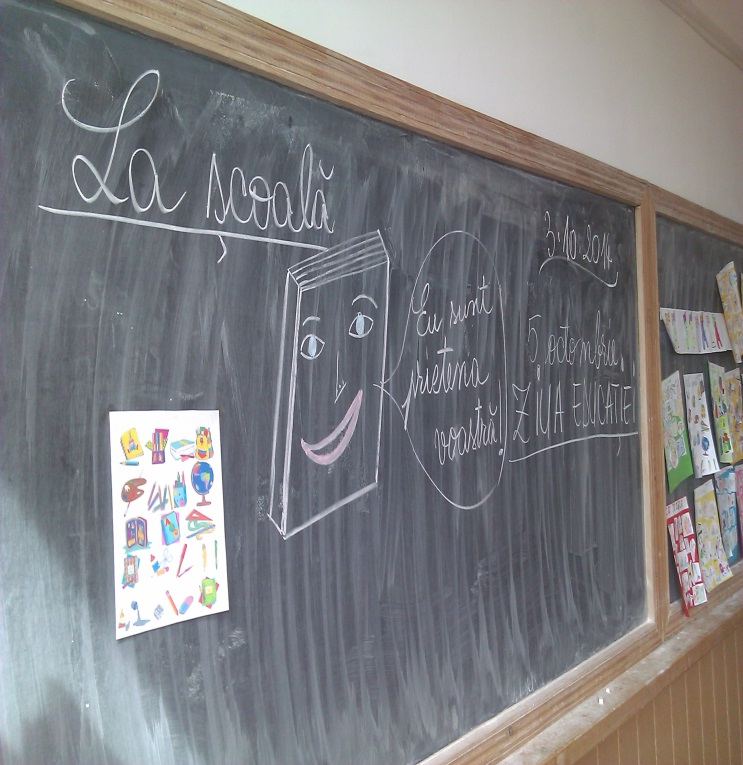 La școală
3·10·2014
Eu sunt
prietena
voastră!
5 octombrie,
ZIUA EDUCAȚIEI